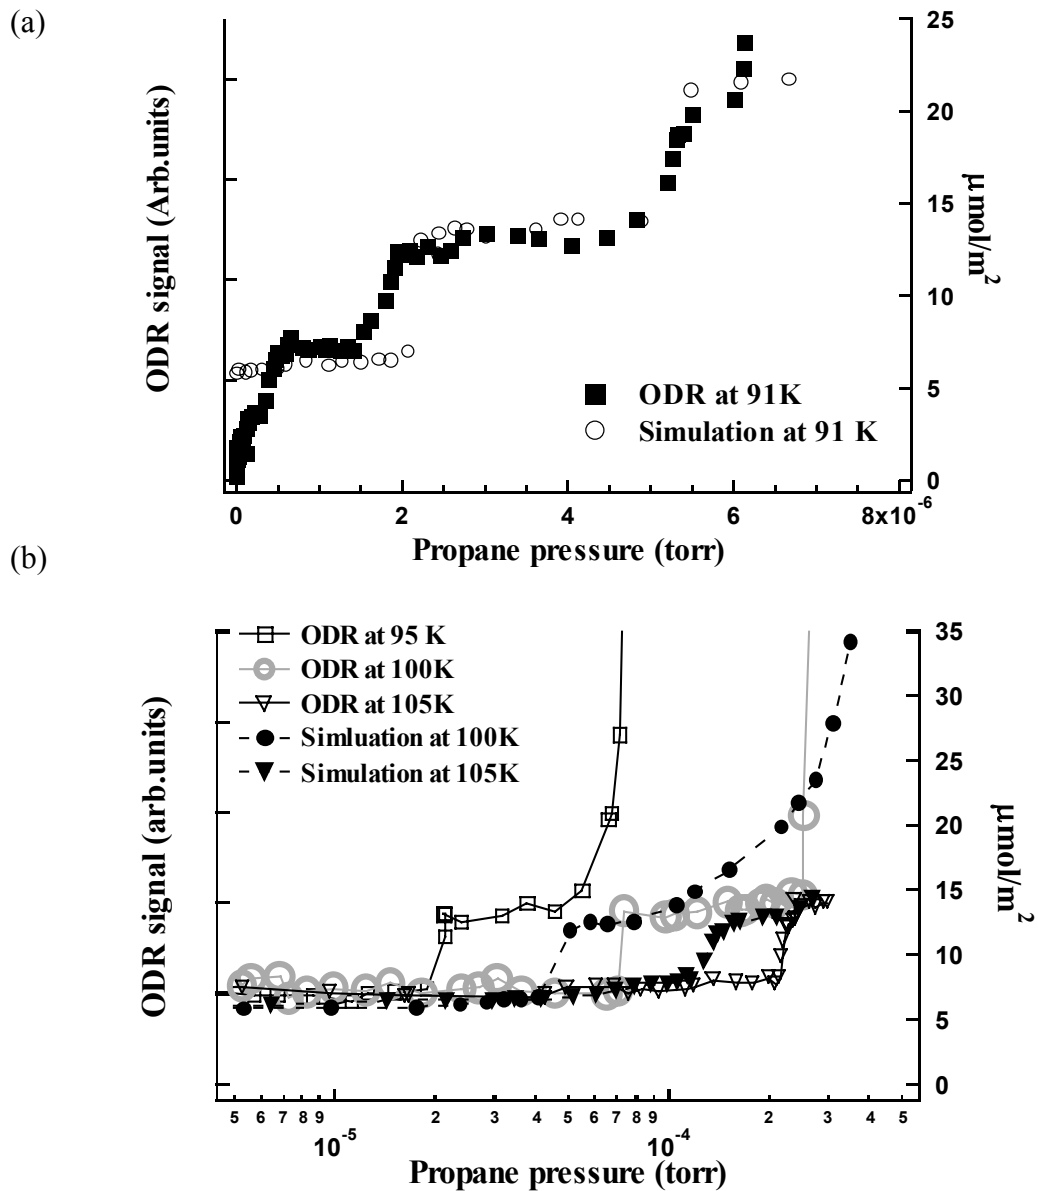 (a)
25
20
15
10
5
0
ODR signal (Arb.units)
μ mol/m2
ODR at 91K
Simulation at 91 K
0 2 4 6 8x10-6
Propane pressure (torr)
(b)
ODR at 95 K
ODR at 100K
ODR at 105K
Simluation at 100K
Simulation at 105K
35
30
25
20
15
10
5
0
ODR signal (arb.units)
μ mol/m2
5 6 7 8 9 2 3 4 5 6 7 8 9 2 3 4 5
10-5 10-4
Propane pressure (torr)